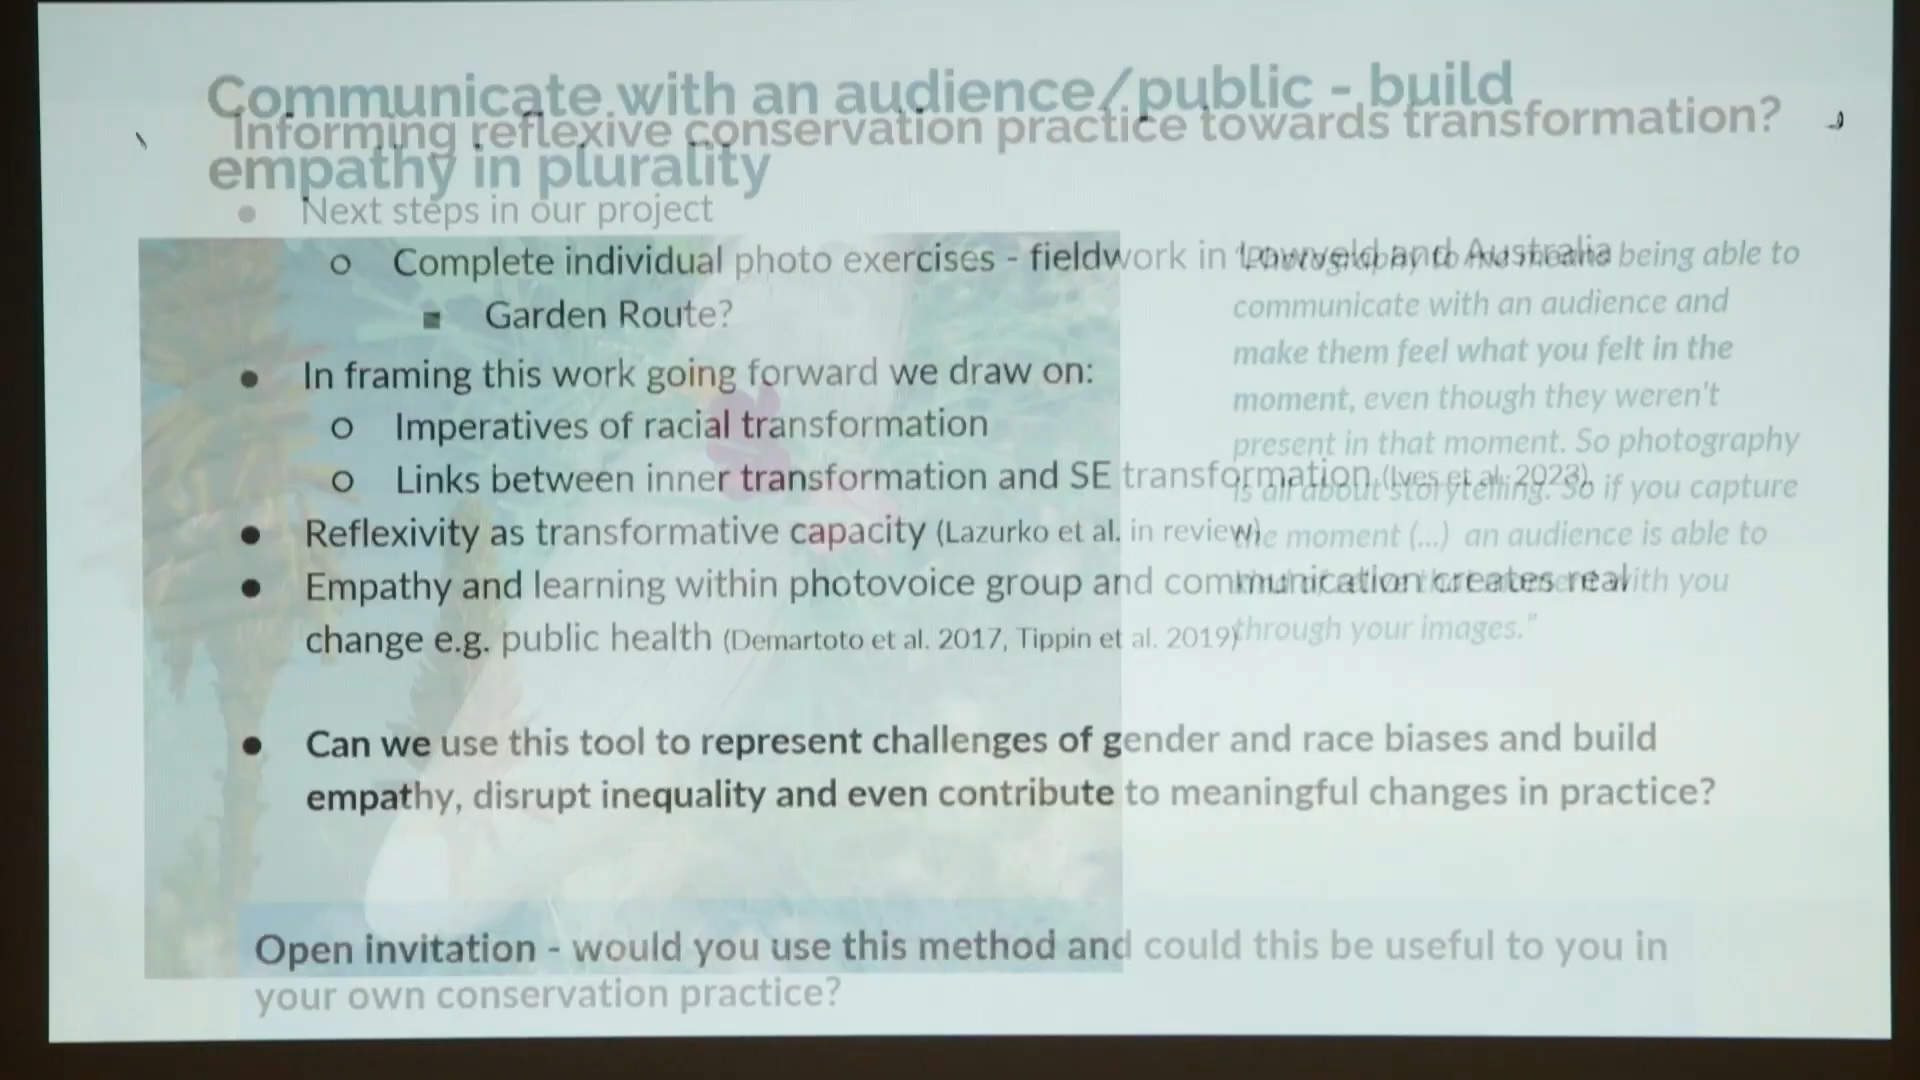 Communicate with an audience/public - build
empathy in plurality
Informing reflexive conservation practice towards transformation?
Next steps in our project
Complete individual photo exercises - fieldwork in Lowveld and Australia
Garden Route?
In framing this work going forward we draw on:
Imperatives of racial transformation
Links between inner transformation and SE transformation (Ives et al. 2023)
Reflexivity as transformative capacity (Lazurko et al. in review)
Empathy and learning within photovoice group and communication creates real
change e.g. public health (Demartoto et al. 2017, Tippin et al. 2019)
Can we use this tool to represent challenges of gender and race biases and build
empathy, disrupt inequality and even contribute to meaningful changes in practice?
Open invitation - would you use this method and could this be useful to you in
your own conservation practice?
being able to
communicate with an audience and
make them feel what you felt in the
moment, even though they weren't
present in that moment. So photography
is all about storytelling. So if you capture
moment (...) an audience is able to
with you
through your images."